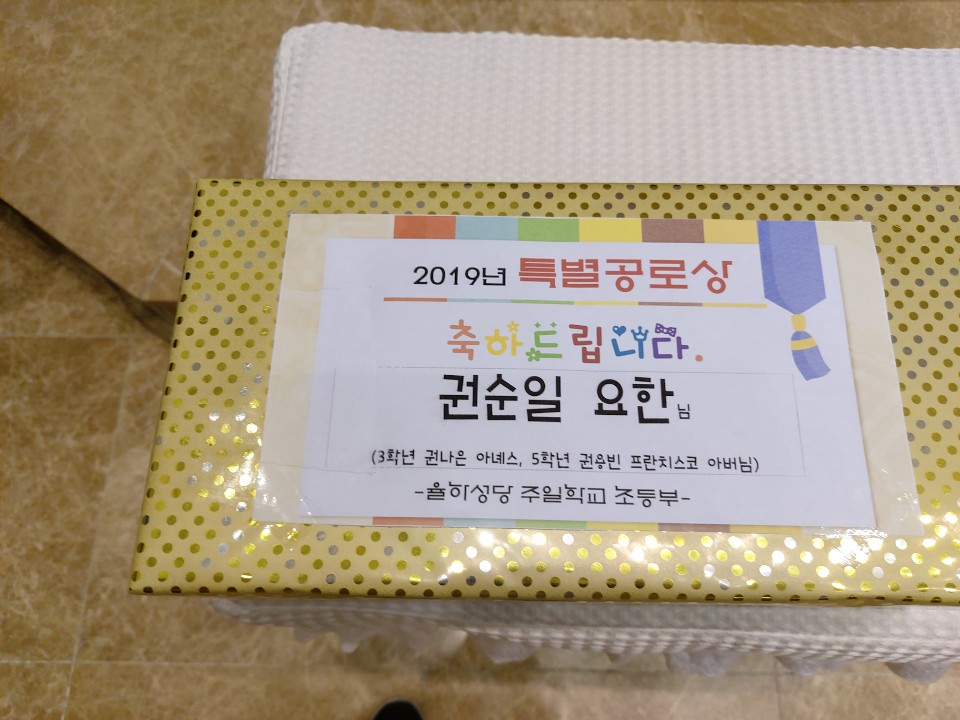 2019년 특별공로상
축하드립니다.
권순일 요한님
(3학년 권나은 아녜스, 5학년 권용빈 프란치스코 아버님)
-율하성당 주일학교 초등부-